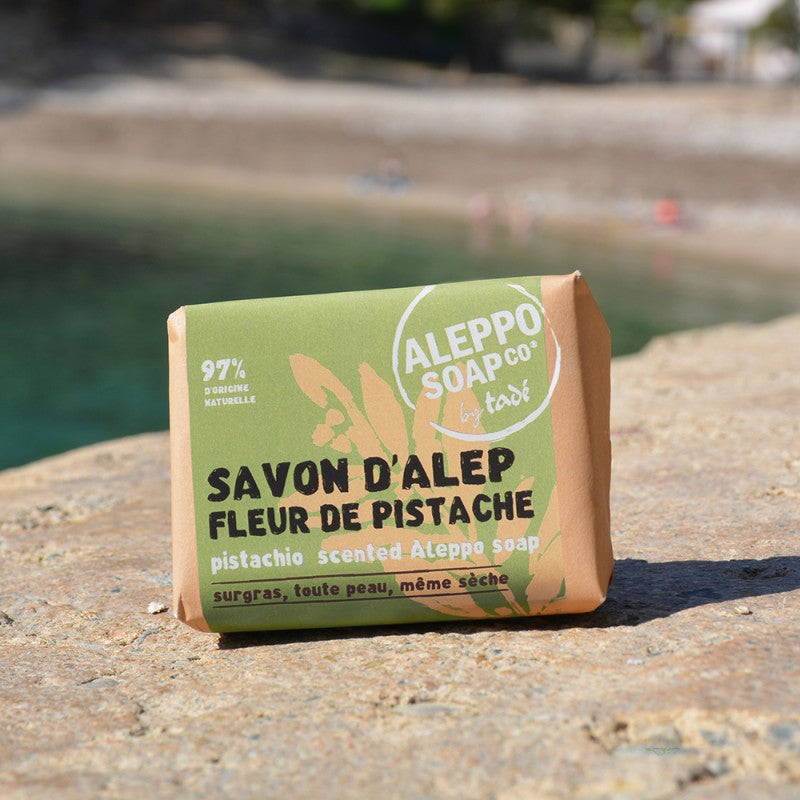 ALEPPO
SOAP CO®
by tadé
97%
D'ORIGINE
NATURELLE
SAVON D'ALEP
FLEUR DE PISTACHE
pistachio scented Aleppo soap
surgras, toute peau, même sèche